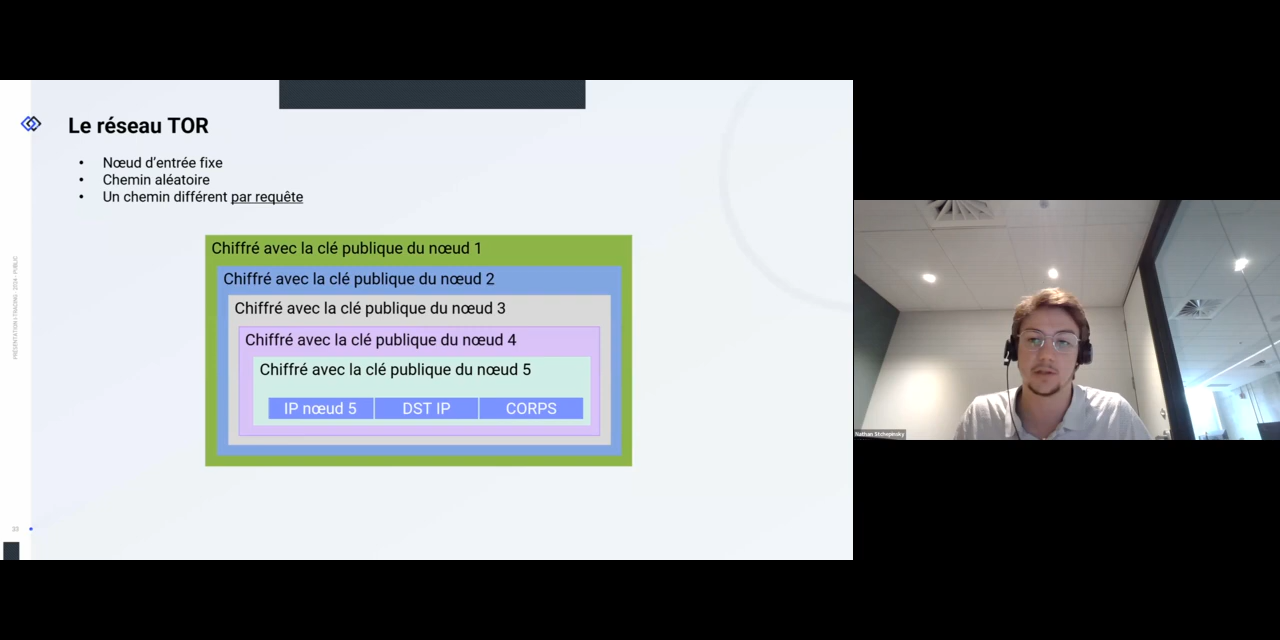 Le réseau TOR
• Nœud d’entrée fixe
• Chemin aléatoire
• Un chemin différent par requête
Chiffré avec la clé publique du nœud 1
Chiffré avec la clé publique du nœud 2
Chiffré avec la clé publique du nœud 3
Chiffré avec la clé publique du nœud 4
Chiffré avec la clé publique du nœud 5
IP nœud 5 DST IP CORPS
33
Nathan Stchepinsky